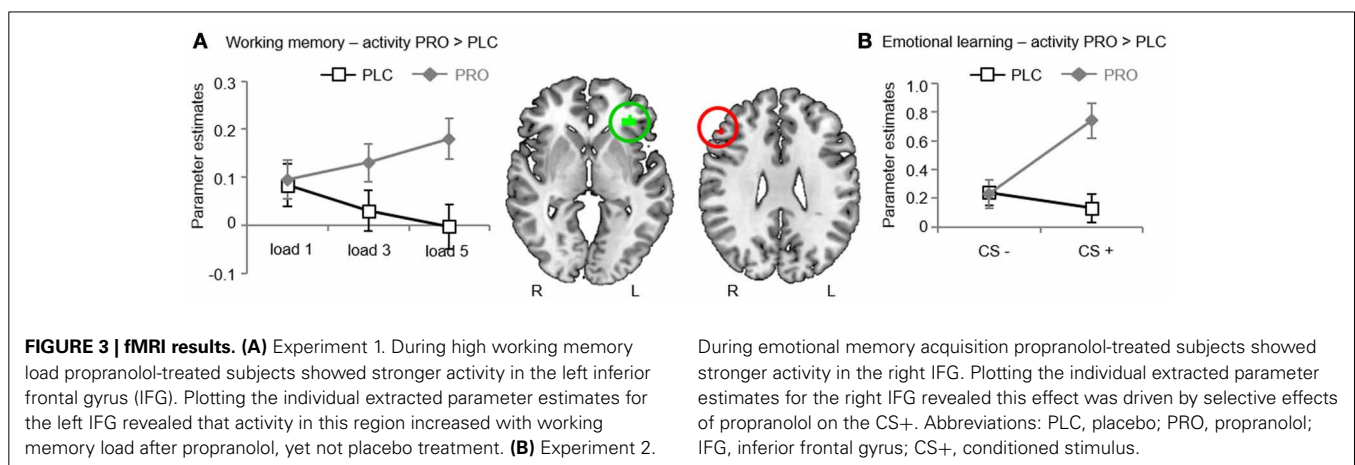 A Working memory – activity PRO > PLC
PLC PRO
Parameter estimates
0.3
0.2
0.1
0
-0.1
load 1 load 3 load 5
R L
R L
B Emotional learning – activity PRO > PLC
PLC PRO
Parameter estimates
1.0
0.8
0.6
0.4
0.2
0
CS - CS +
FIGURE 3 | fMRI results. (A) Experiment 1. During high working memory
load propranolol-treated subjects showed stronger activity in the left inferior
frontal gyrus (IFG). Plotting the individual extracted parameter estimates for
the left IFG revealed that activity in this region increased with working
memory load after propranolol, yet not placebo treatment. (B) Experiment 2.
During emotional memory acquisition propranolol-treated subjects showed
stronger activity in the right IFG. Plotting the individual extracted parameter
estimates for the right IFG revealed this effect was driven by selective effects
of propranolol on the CS+. Abbreviations: PLC, placebo; PRO, propranolol;
IFG, inferior frontal gyrus; CS+, conditioned stimulus.